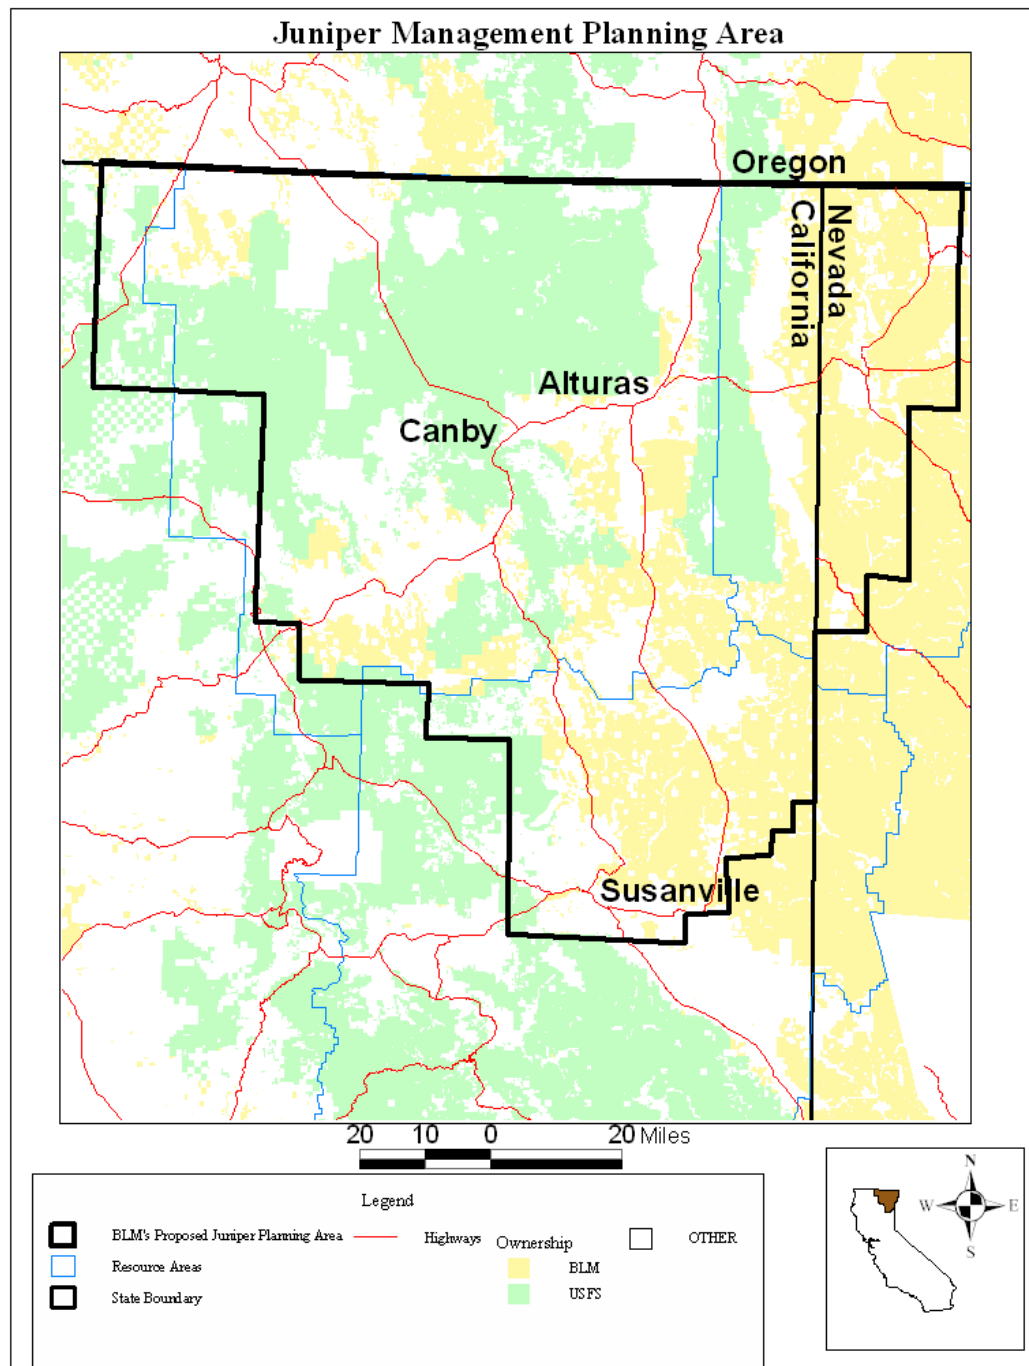 Juniper Management Planning Area
Oregon
Nevada
California
Alturas
Canby
Susanville
20 10 0 20 Miles
Legend
BLM's Proposed Juniper Planning Area
Highways
Ownership
OTHER
Resource Areas
BLM
State Boundary
USFS
N
W E
S